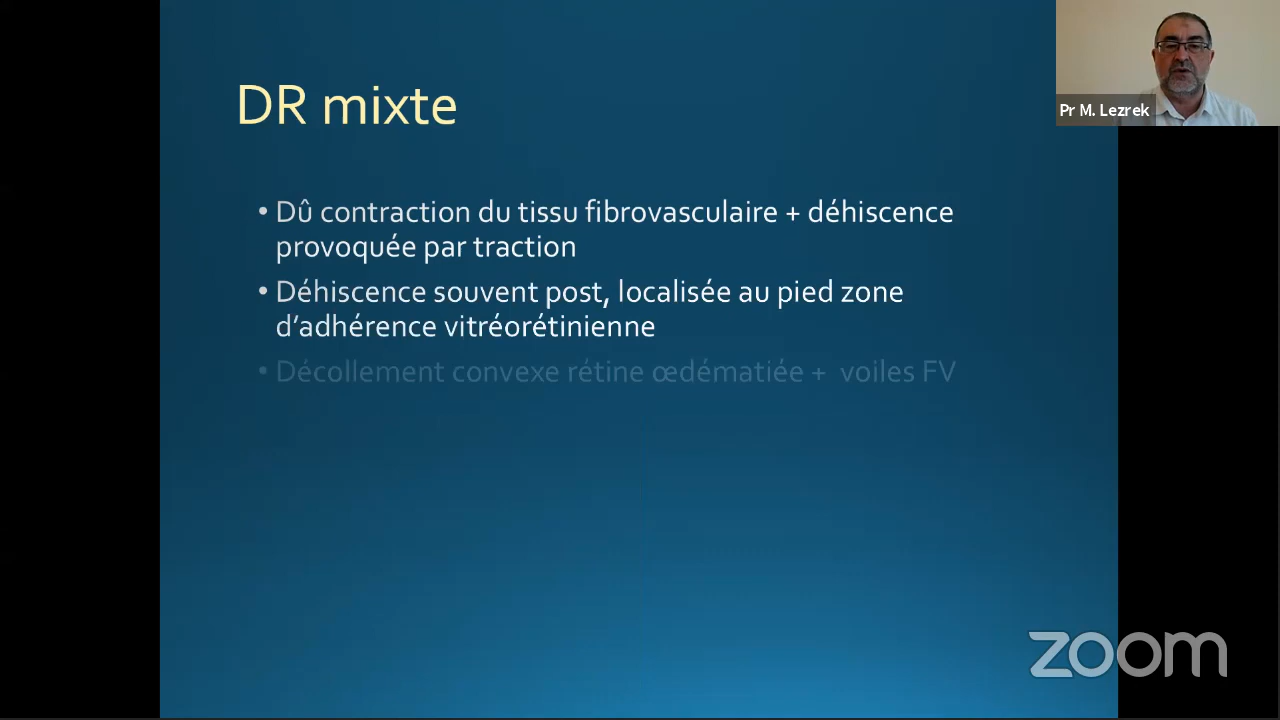 DR mixte
Pr M. Lezrek
• Dû contraction du tissu fibrovasculaire + déhiscence
provoquée par traction
• Déhiscence souvent post, localisée au pied zone
d’adhérence vitréorétinienne
• Décollement convexe rétine œdématiée + voiles FV
zoom